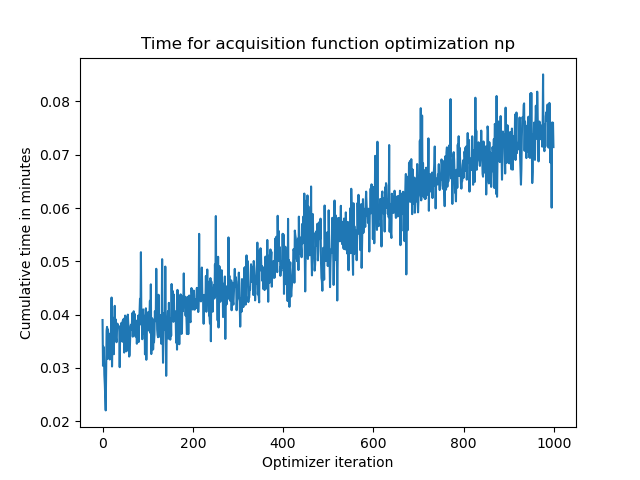 Time for acquisition function optimization np
Cumulative time in minutes
0.08
0.07
0.06
0.05
0.04
0.03
0.02
0 200 400 600 800 1000
Optimizer iteration